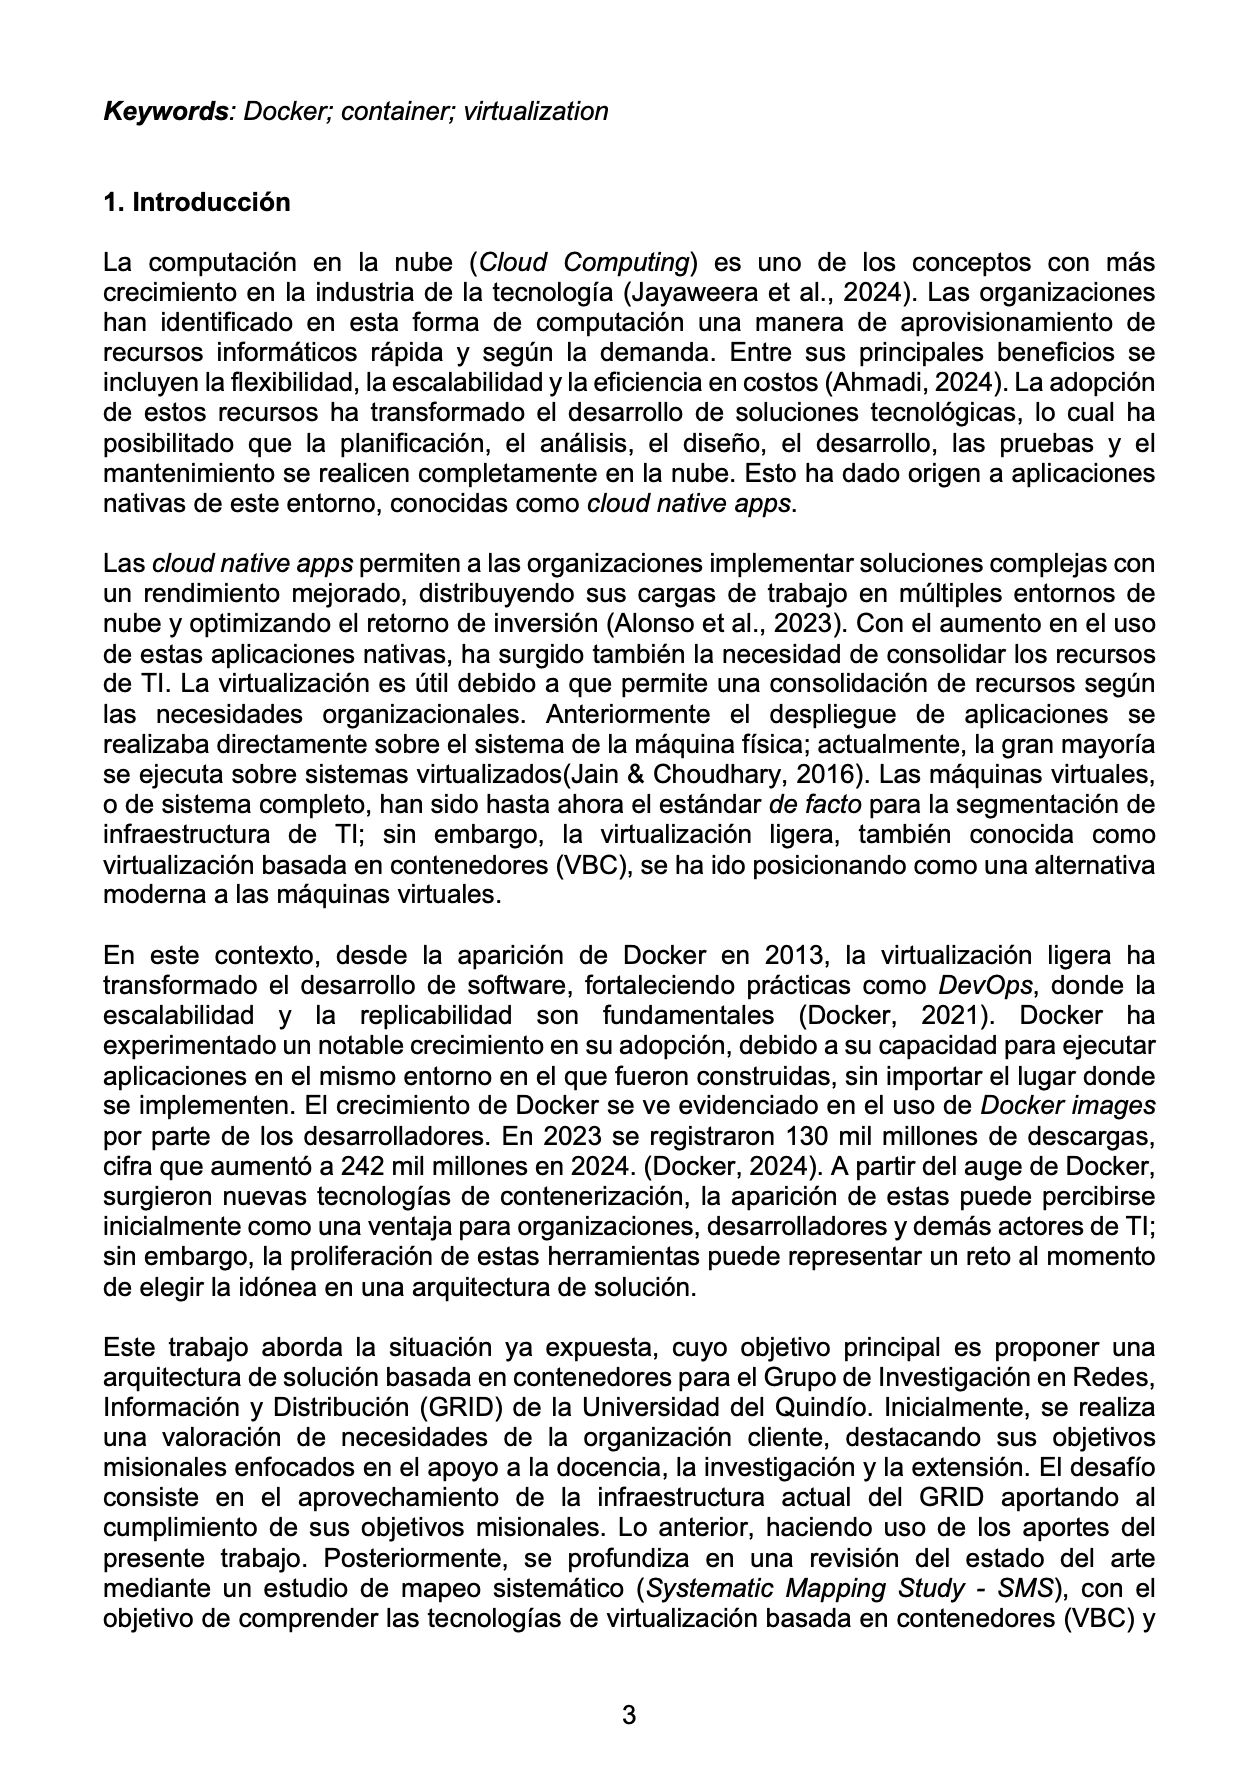 Keywords: Docker; container; virtualization
1. Introducción
La computación en la nube (Cloud Computing) es uno de los conceptos con más
crecimiento en la industria de la tecnología (Jayaweera et al., 2024). Las organizaciones
han identificado en esta forma de computación una manera de aprovisionamiento de
recursos informáticos rápida y según la demanda. Entre sus principales beneficios se
incluyen la flexibilidad, la escalabilidad y la eficiencia en costos (Ahmadi, 2024). La adopción
de estos recursos ha transformado el desarrollo de soluciones tecnológicas, lo cual ha
posibilitado que la planificación, el análisis, el diseño, el desarrollo, las pruebas y el
mantenimiento se realicen completamente en la nube. Esto ha dado origen a aplicaciones
nativas de este entorno, conocidas como cloud native apps.
Las cloud native apps permiten a las organizaciones implementar soluciones complejas con
un rendimiento mejorado, distribuyendo sus cargas de trabajo en múltiples entornos de
nube y optimizando el retorno de inversión (Alonso et al., 2023). Con el aumento en el uso
de estas aplicaciones nativas, ha surgido también la necesidad de consolidar los recursos
de TI. La virtualización es útil debido a que permite una consolidación de recursos según
las necesidades organizacionales. Anteriormente el despliegue de aplicaciones se
realizaba directamente sobre el sistema de la máquina física; actualmente, la gran mayoría
se ejecuta sobre sistemas virtualizados(Jain & Choudhary, 2016). Las máquinas virtuales,
o de sistema completo, han sido hasta ahora el estándar de facto para la segmentación de
infraestructura de TI; sin embargo, la virtualización ligera, también conocida como
virtualización basada en contenedores (VBC), se ha ido posicionando como una alternativa
moderna a las máquinas virtuales.
En este contexto, desde la aparición de Docker en 2013, la virtualización ligera ha
transformado el desarrollo de software, fortaleciendo prácticas como DevOps, donde la
escalabilidad y la replicabilidad son fundamentales (Docker, 2021). Docker ha
experimentado un notable crecimiento en su adopción, debido a su capacidad para ejecutar
aplicaciones en el mismo entorno en el que fueron construidas, sin importar el lugar donde
se implementen. El crecimiento de Docker se ve evidenciado en el uso de Docker images
por parte de los desarrolladores. En 2023 se registraron 130 mil millones de descargas,
cifra que aumentó a 242 mil millones en 2024. (Docker, 2024). A partir del auge de Docker,
surgieron nuevas tecnologías de contenerización, la aparición de estas puede percibirse
inicialmente como una ventaja para organizaciones, desarrolladores y demás actores de TI;
sin embargo, la proliferación de estas herramientas puede representar un reto al momento
de elegir la idónea en una arquitectura de solución.
Este trabajo aborda la situación ya expuesta, cuyo objetivo principal es proponer una
arquitectura de solución basada en contenedores para el Grupo de Investigación en Redes,
Información y Distribución (GRID) de la Universidad del Quindío. Inicialmente, se realiza
una valoración de necesidades de la organización cliente, destacando sus objetivos
misionales enfocados en el apoyo a la docencia, la investigación y la extensión. El desafío
consiste en el aprovechamiento de la infraestructura actual del GRID aportando al
cumplimiento de sus objetivos misionales. Lo anterior, haciendo uso de los aportes del
presente trabajo. Posteriormente, se profundiza en una revisión del estado del arte
mediante un estudio de mapeo sistemático (Systematic Mapping Study - SMS), con el
objetivo de comprender las tecnologías de virtualización basada en contenedores (VBC) y
3